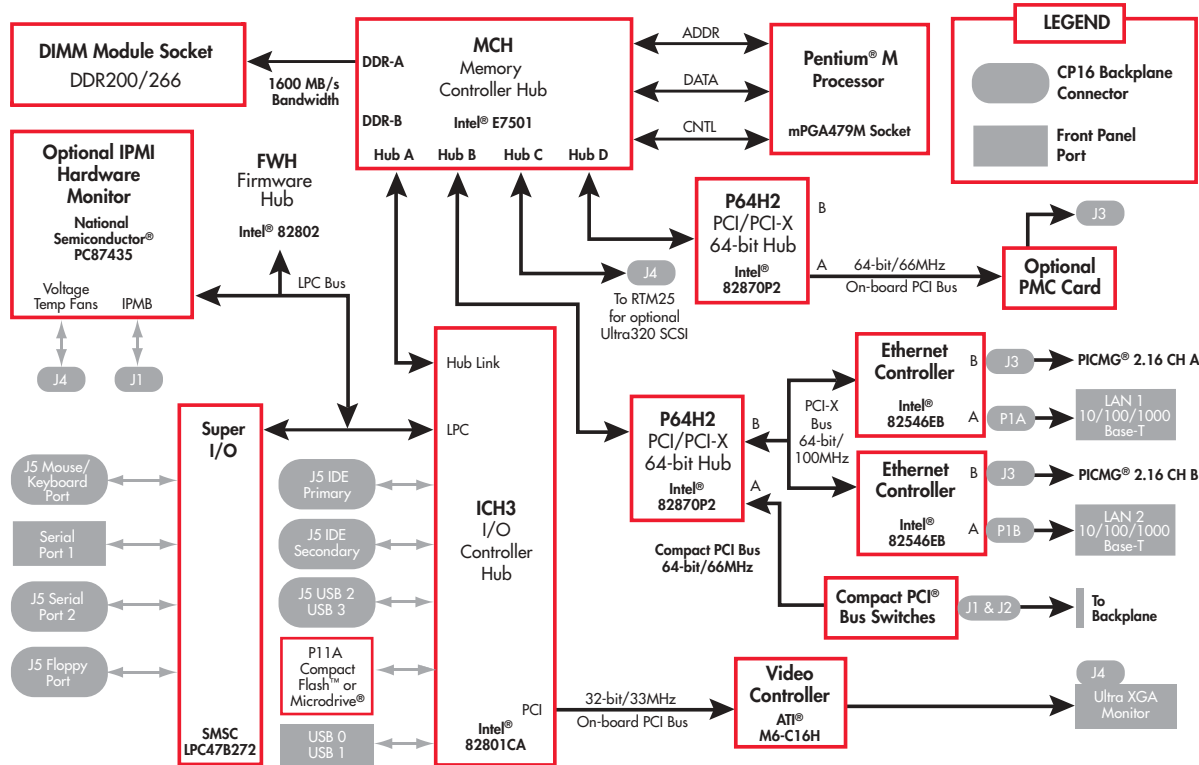 DIMM Module Socket
DDR200/266
1600 MB/s
Bandwidth
MCH
Memory
Controller Hub
Intel® E7501
DDR-A
DDR-B
Hub A
Hub B
Hub C
Hub D
ADDR
DATA
CNTL
Pentium® M
Processor
mPGA479M Socket
LEGEND
CP16 Backplane
Connector
Front Panel
Port
Optional IPMI
Hardware
Monitor
National
Semiconductor®
PC87435
Voltage
Temp Fans
IPMB
J4
J1
FWH
Firmware
Hub
Intel® 82802
LPC Bus
J4
To RTM25
for optional
Ultra320 SCSI
P64H2
PCI/PCI-X
64-bit Hub
Intel®
82870P2
B
A
64-bit/66MHz
On-board PCI Bus
J3
Optional
PMC Card
Super
I/O
SMSC
LPC47B272
J5 Mouse/
Keyboard
Port
Serial
Port 1
J5 Serial
Port 2
J5 Floppy
Port
Hub Link
LPC
ICH3
I/O
Controller
Hub
PCI
Intel®
82801CA
J5 IDE
Primary
J5 IDE
Secondary
J5 USB 2
USB 3
P11A
Compact
Flash™ or
Microdrive®
USB 0
USB 1
P64H2
PCI/PCI-X
64-bit Hub
Intel®
82870P2
B
A
PCI-X
Bus
64-bit/
100MHz
Compact PCI Bus
64-bit/66MHz
Ethernet
Controller
Intel®
82546EB
B
A
J3
PICMG® 2.16 CH A
P1A
LAN 1
10/100/1000
Base-T
Ethernet
Controller
Intel®
82546EB
B
A
J3
PICMG® 2.16 CH B
P1B
LAN 2
10/100/1000
Base-T
Compact PCI®
Bus Switches
J1 & J2
To
Backplane
32-bit/33MHz
On-board PCI Bus
Video
Controller
ATI®
M6-C16H
J4
Ultra XGA
Monitor